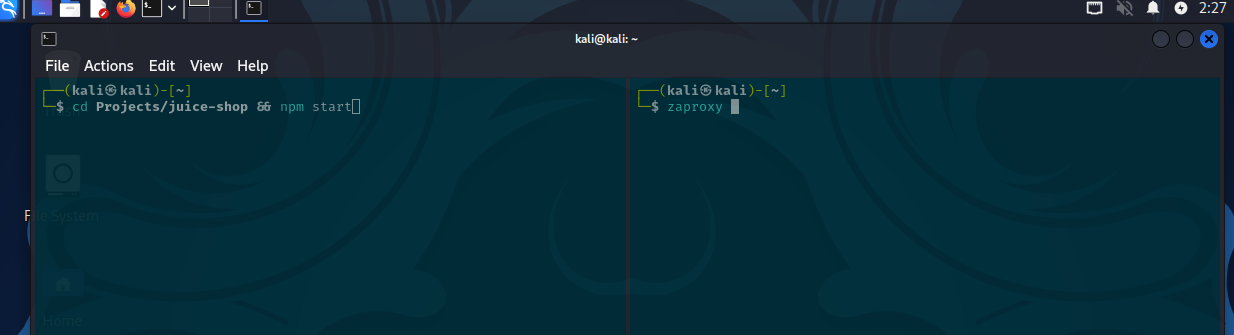 2:27
kali@kali: ~
File Actions Edit View Help
┌──(kali㉿kali)-[~]
└─$ cd Projects/juice-shop && npm start
┌──(kali㉿kali)-[~]
└─$ zaproxy
File System
Home